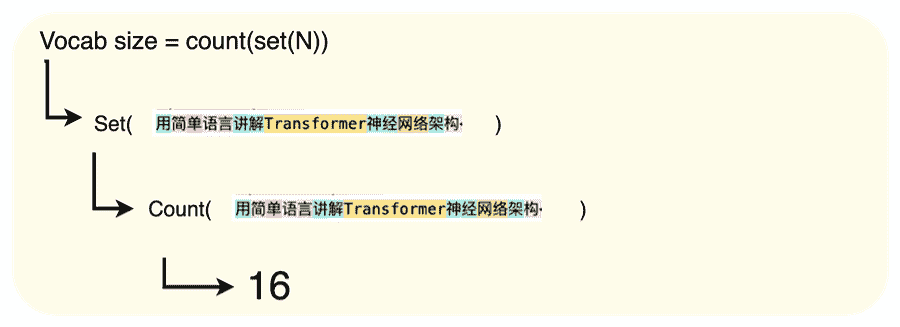 Vocab size = count(set(N))
Set( 用简单语言讲解Transformer神经网络架构· )
Count( 用简单语言讲解Transformer神经网络架构· )
16